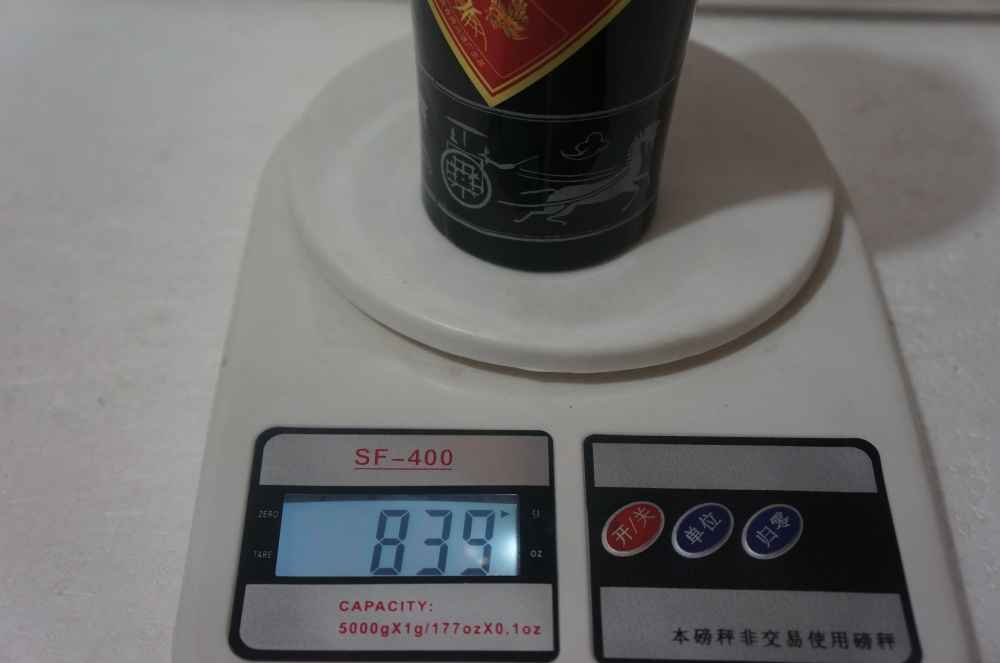 SF-400
ZERO
TARE
839
g
oz
CAPACITY:
5000gX1g/177ozX0.1oz
开/关
单位
归零
本磅秤非交易使用磅秤